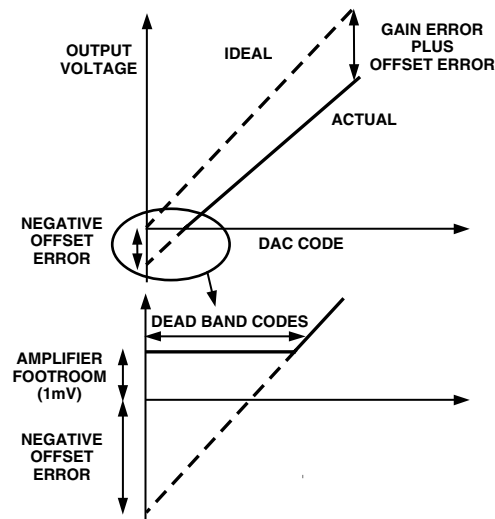 OUTPUT
VOLTAGE
IDEAL
GAIN ERROR
PLUS
OFFSET ERROR
ACTUAL
NEGATIVE
OFFSET
ERROR
DAC CODE
DEAD BAND CODES
AMPLIFIER
FOOTROOM
(1mV)
NEGATIVE
OFFSET
ERROR